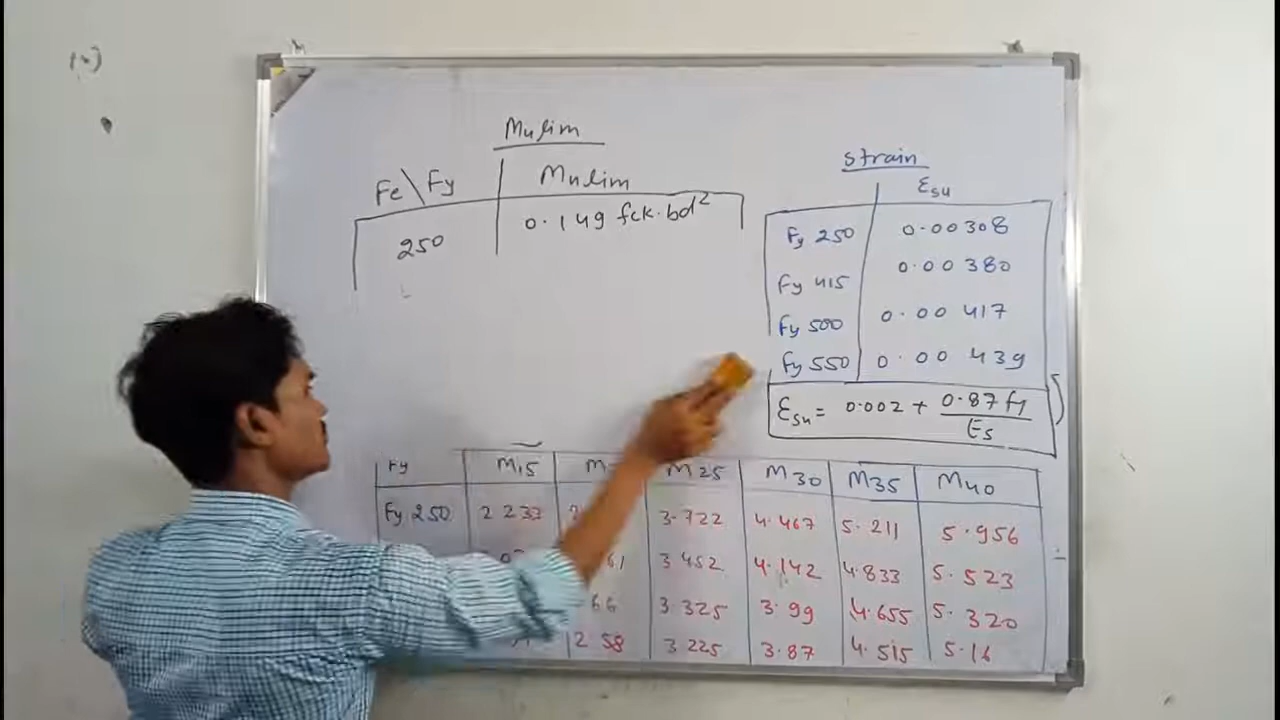 Mulim
Fe\Fy Mulim
250 0.149 fck.bd²
strain
Esu
Fy 250 0.00308
Fy 415 0.00380
Fy 500 0.00417
Fy 550 0.00439
Esu = 0.002 + 0.87 fy / Es
Fy M15 M25 M30 M35 M40
Fy 250 2 233 3.722 4.467 5.211 5.956
3 452 4.142 4.833 5.523
3.325 3.99 4.655 5.320
2 58 3.225 3.87 4.515 5.16